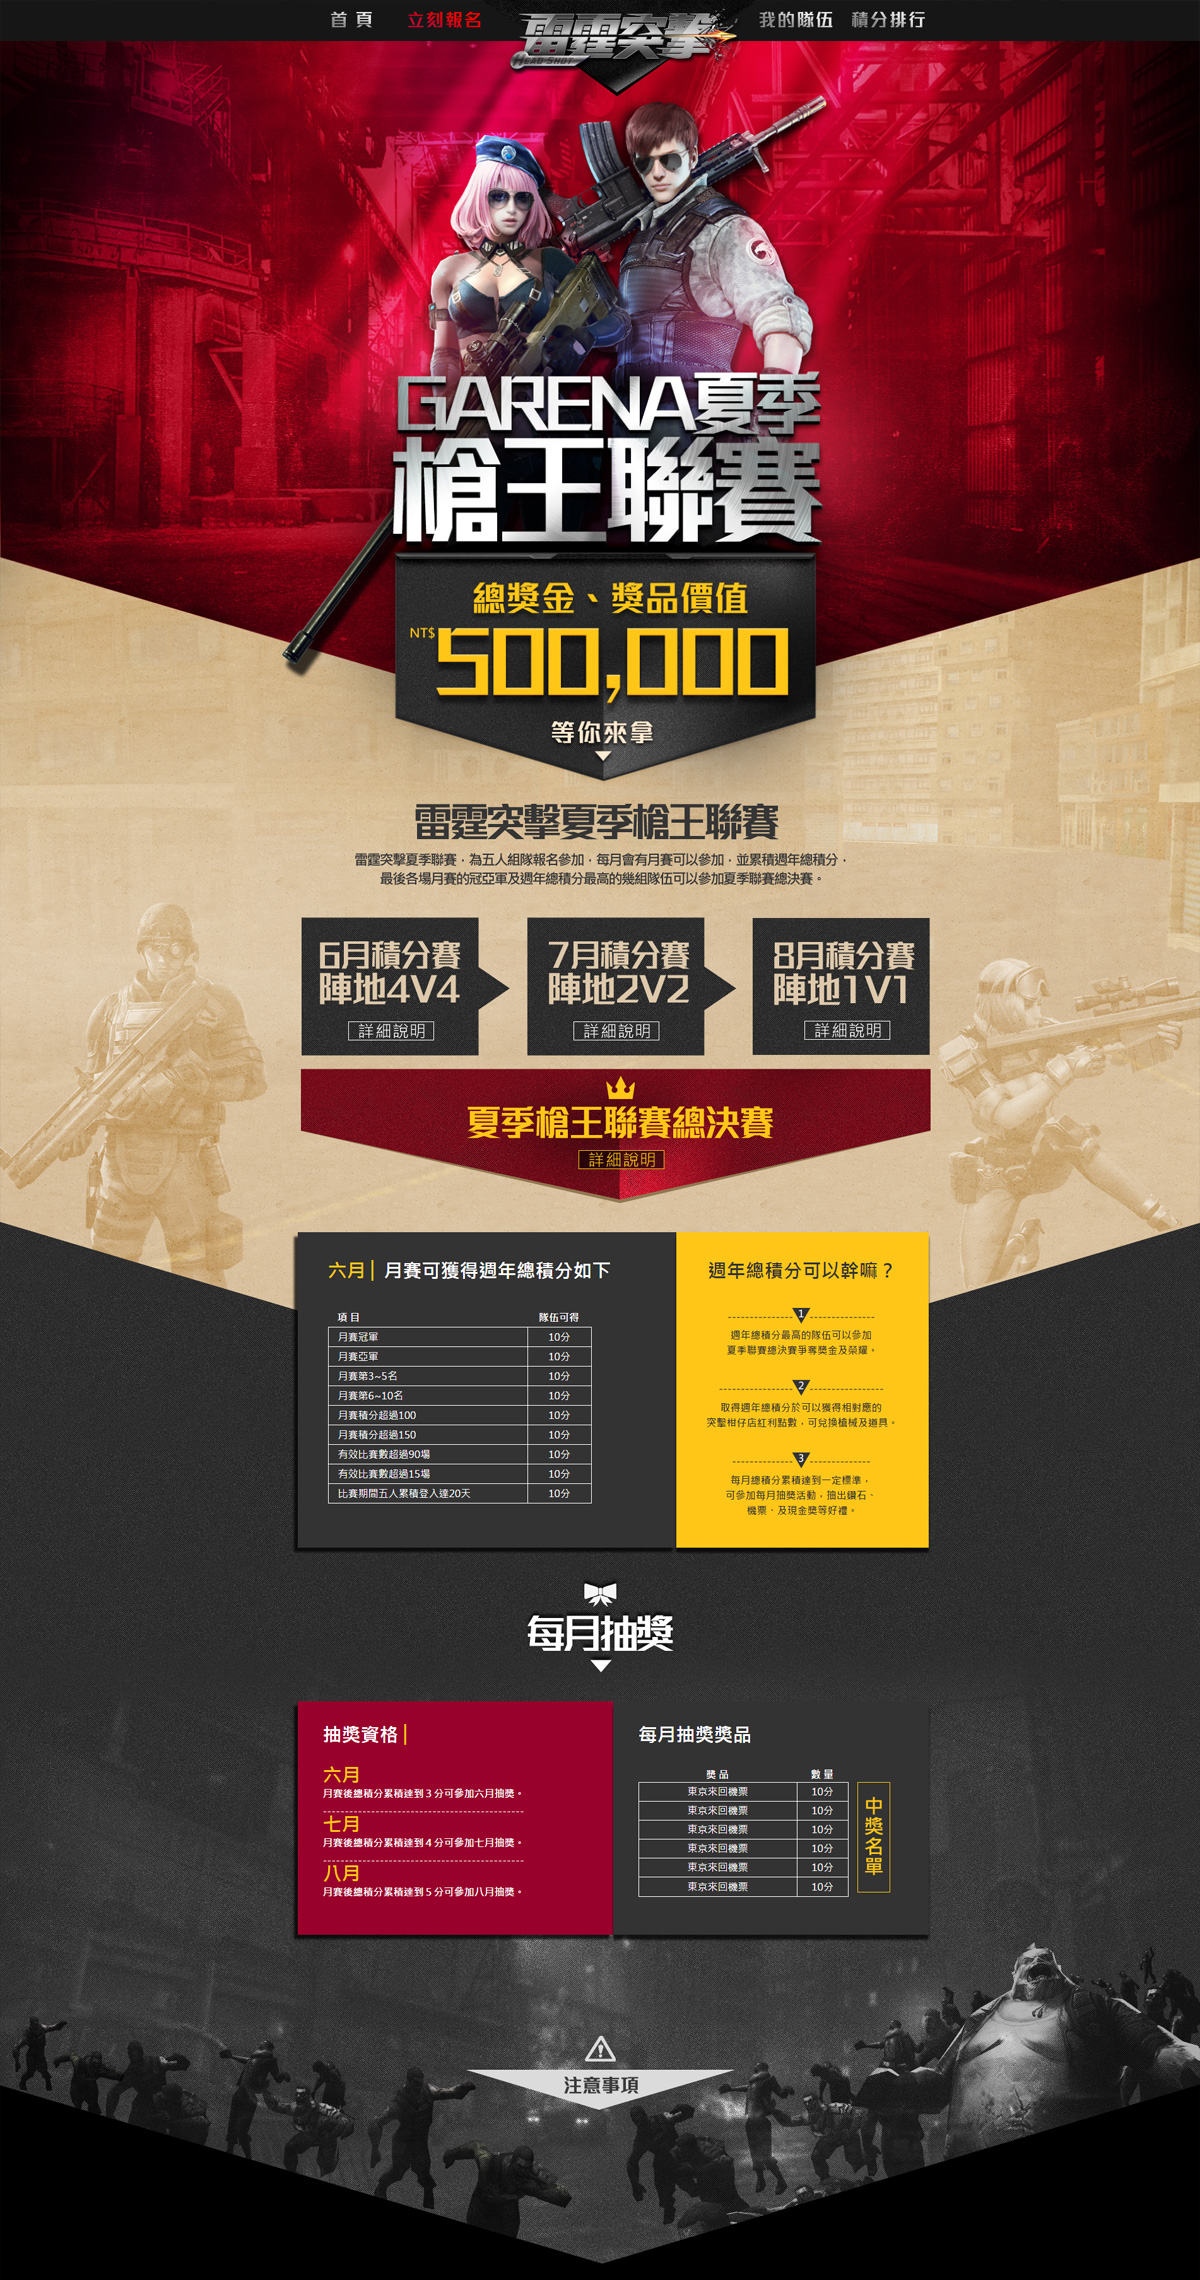 首頁 立刻報名 雷霆突擊 我的隊伍 積分排行
HEAD SHOT
GARENA夏季
槍王聯賽
總獎金、獎品價值
NT$500,000
等你來拿
雷霆突擊夏季槍王聯賽
雷霆突擊夏季聯賽，為五人組隊報名參加，每月會有月賽可以參加，並累積週年總積分，
最後各場月賽的冠亞軍及週年總積分最高的幾組隊伍可以參加夏季聯賽總決賽。
6月積分賽 7月積分賽 8月積分賽
陣地4V4 陣地2V2 陣地1V1
詳細說明 詳細說明 詳細說明
夏季槍王聯賽總決賽
詳細說明
六月| 月賽可獲得週年總積分如下
項目 隊伍可得
月賽冠軍 10分
月賽亞軍 10分
月賽第3~5名 10分
月賽第6~10名 10分
月賽積分超過100 10分
月賽積分超過150 10分
有效比賽數超過90場 10分
有效比賽數超過15場 10分
比賽期間五人累積登入達20天 10分
週年總積分可以幹嘛？
1
週年總積分最高的隊伍可以參加
夏季聯賽總決賽爭奪獎金及榮耀。
2
取得週年總積分於可以獲得相對應的
突擊柑仔店紅利點數，可兌換槍械及道具。
3
每月總積分累積達到一定標準，
可參加每月抽獎活動，抽出鑽石、
機票、及現金獎等好禮。
每月抽獎
抽獎資格|
六月
月賽後總積分累積達到 3 分可參加六月抽獎。
七月
月賽後總積分累積達到 4 分可參加七月抽獎。
八月
月賽後總積分累積達到 5 分可參加八月抽獎。
每月抽獎獎品
獎品 數量
東京來回機票 10分
東京來回機票 10分
東京來回機票 10分
東京來回機票 10分
東京來回機票 10分
東京來回機票 10分
中獎名單
注意事項